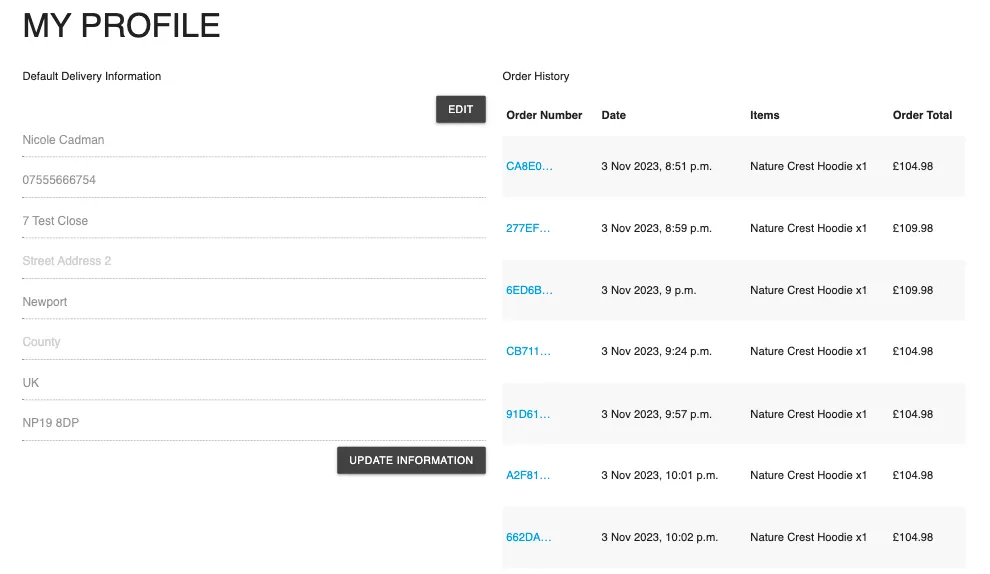 MY PROFILE
Default Delivery Information
EDIT
Nicole Cadman
07555666754
7 Test Close
Street Address 2
Newport
County
UK
NP19 8DP
UPDATE INFORMATION
Order History
Order Number Date Items Order Total
CA8E0... 3 Nov 2023, 8:51 p.m. Nature Crest Hoodie x1 £104.98
277EF... 3 Nov 2023, 8:59 p.m. Nature Crest Hoodie x1 £109.98
6ED6B... 3 Nov 2023, 9 p.m. Nature Crest Hoodie x1 £109.98
CB711... 3 Nov 2023, 9:24 p.m. Nature Crest Hoodie x1 £104.98
91D61... 3 Nov 2023, 9:57 p.m. Nature Crest Hoodie x1 £104.98
A2F81... 3 Nov 2023, 10:01 p.m. Nature Crest Hoodie x1 £104.98
662DA... 3 Nov 2023, 10:02 p.m. Nature Crest Hoodie x1 £104.98